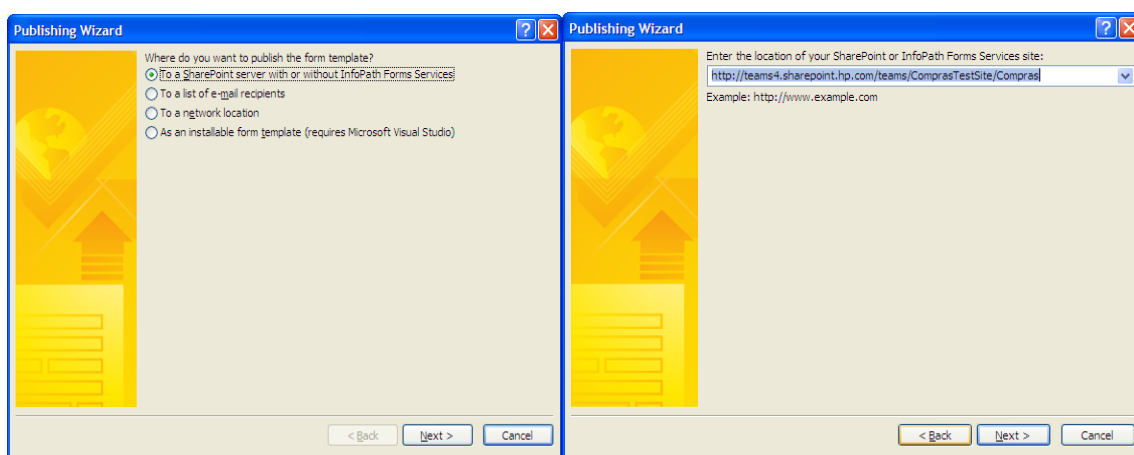 Publishing Wizard
Where do you want to publish the form template?
To a SharePoint server with or without InfoPath Forms Services
To a list of e-mail recipients
To a network location
As an installable form template (requires Microsoft Visual Studio)
< Back Next > Cancel
Publishing Wizard
Enter the location of your SharePoint or InfoPath Forms Services site:
http://teams4.sharepoint.hp.com/teams/ComprasTestSite/Compras
Example: http://www.example.com
< Back Next > Cancel